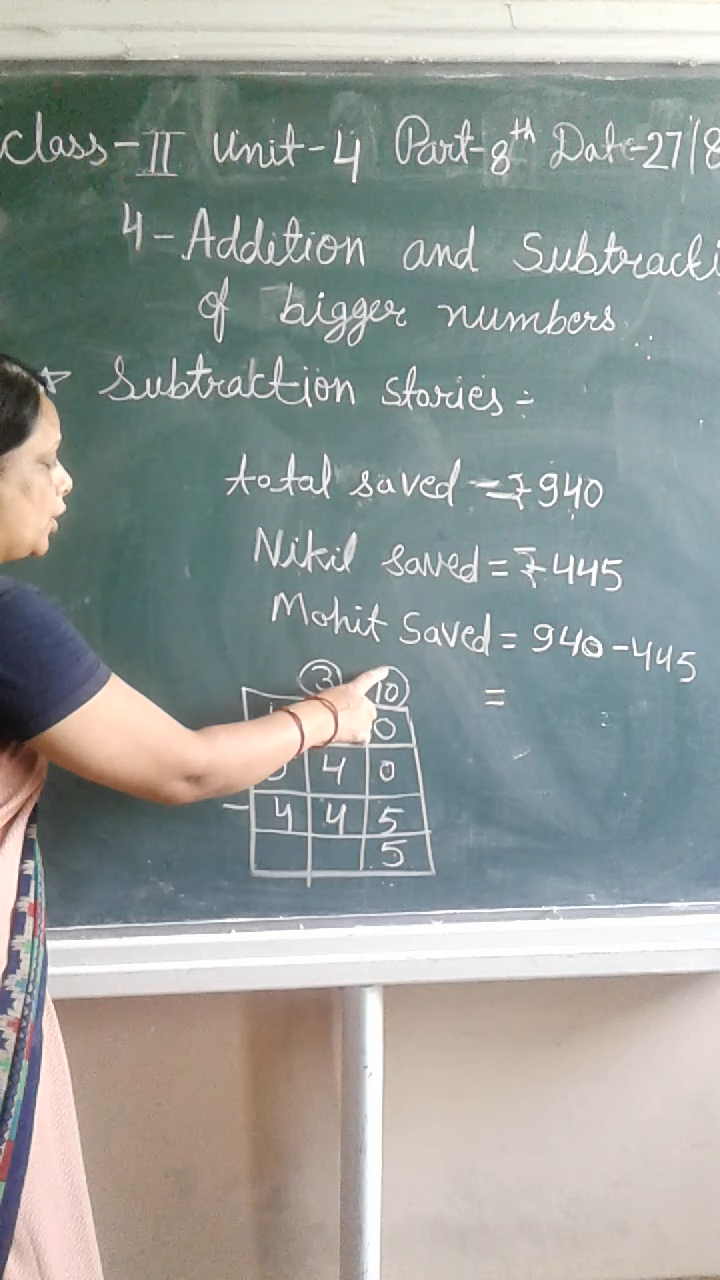 Class-II Unit-4 Part-8th Date-27/8
4-Addition and Subtracti
of bigger numbers
Subtraction stories:-
total saved = ₹940
Nikil saved = ₹445
Mohit Saved = 940-445
=
3 10
0
4 0
- 4 4 5
5